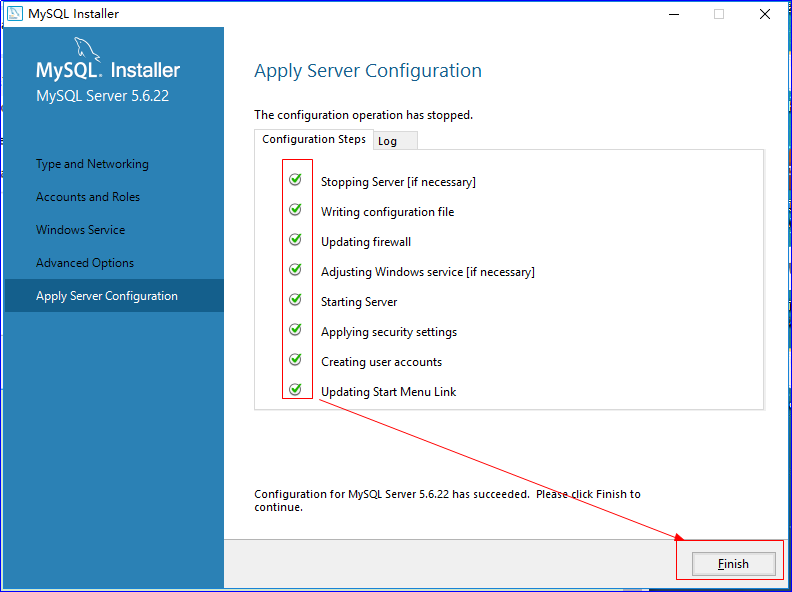 MySQL Installer
MySQL. Installer
MySQL Server 5.6.22
Type and Networking
Accounts and Roles
Windows Service
Advanced Options
Apply Server Configuration
Apply Server Configuration
The configuration operation has stopped.
Configuration Steps
Log
Stopping Server [if necessary]
Writing configuration file
Updating firewall
Adjusting Windows service [if necessary]
Starting Server
Applying security settings
Creating user accounts
Updating Start Menu Link
Configuration for MySQL Server 5.6.22 has succeeded.  Please click Finish to
continue.
Finish